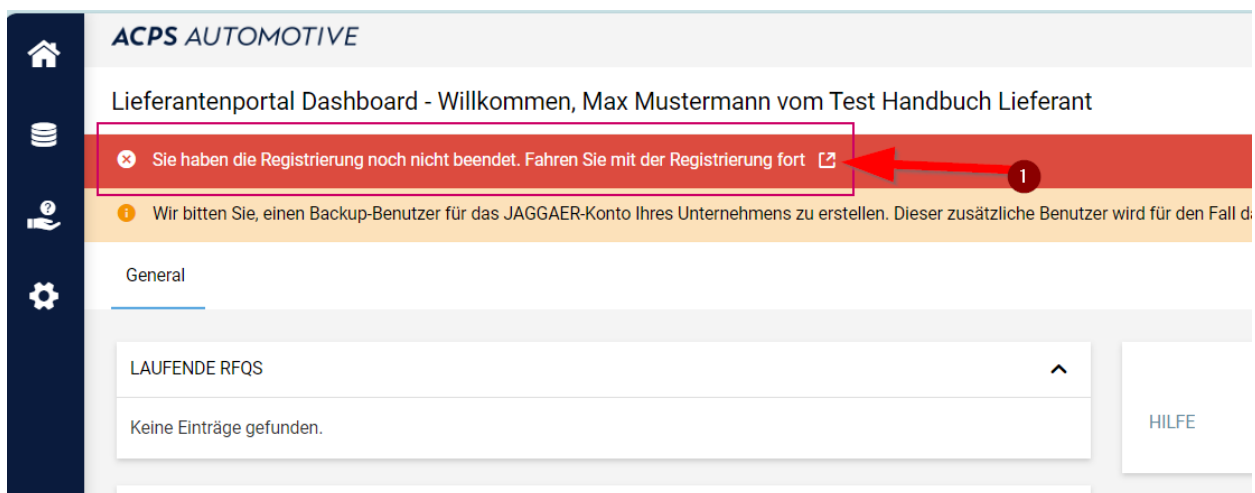 ACPS AUTOMOTIVE
Lieferantenportal Dashboard - Willkommen, Max Mustermann vom Test Handbuch Lieferant
Sie haben die Registrierung noch nicht beendet. Fahren Sie mit der Registrierung fort
1
Wir bitten Sie, einen Backup-Benutzer für das JAGGAER-Konto Ihres Unternehmens zu erstellen. Dieser zusätzliche Benutzer wird für den Fall
General
LAUFENDE RFQS
Keine Einträge gefunden.
HILFE